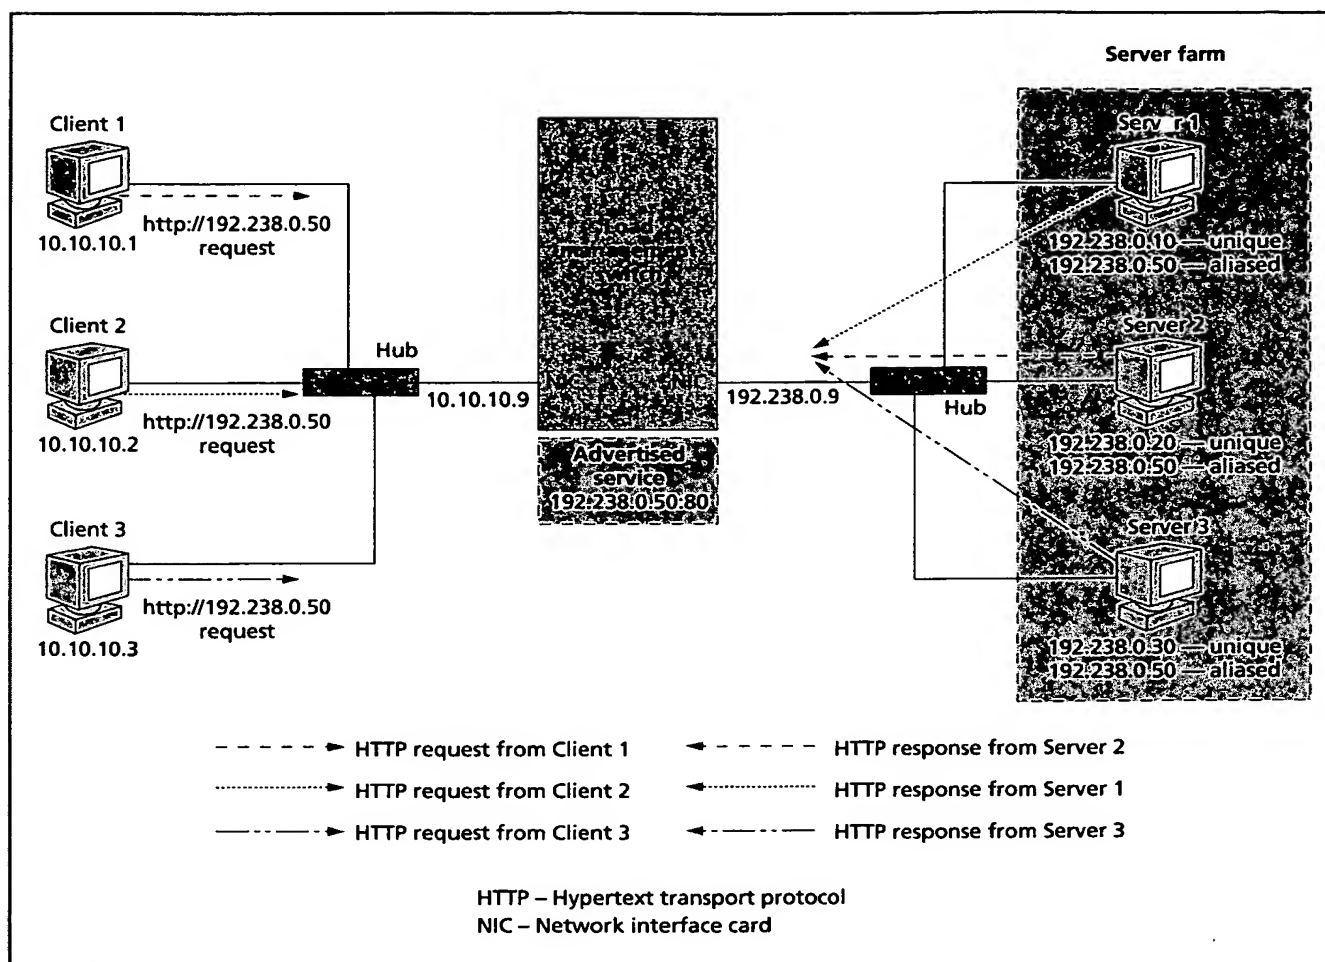 Server farm
Client 1
http://192.238.0.50
request
10.10.10.1
Client 2
http://192.238.0.50
request
10.10.10.2
Client 3
http://192.238.0.50
request
10.10.10.3
Hub
10.10.10.9
Load
management
switch
NIC
NIC
Advertised
service
192.238.0.50:80
192.238.0.9
Hub
Server 1
192.238.0.10 — unique
192.238.0.50 — aliased
Server 2
192.238.0.20 — unique
192.238.0.50 — aliased
Server 3
192.238.0.30 — unique
192.238.0.50 — aliased
HTTP request from Client 1
HTTP response from Server 2
HTTP request from Client 2
HTTP response from Server 1
HTTP request from Client 3
HTTP response from Server 3
HTTP – Hypertext transport protocol
NIC – Network interface card